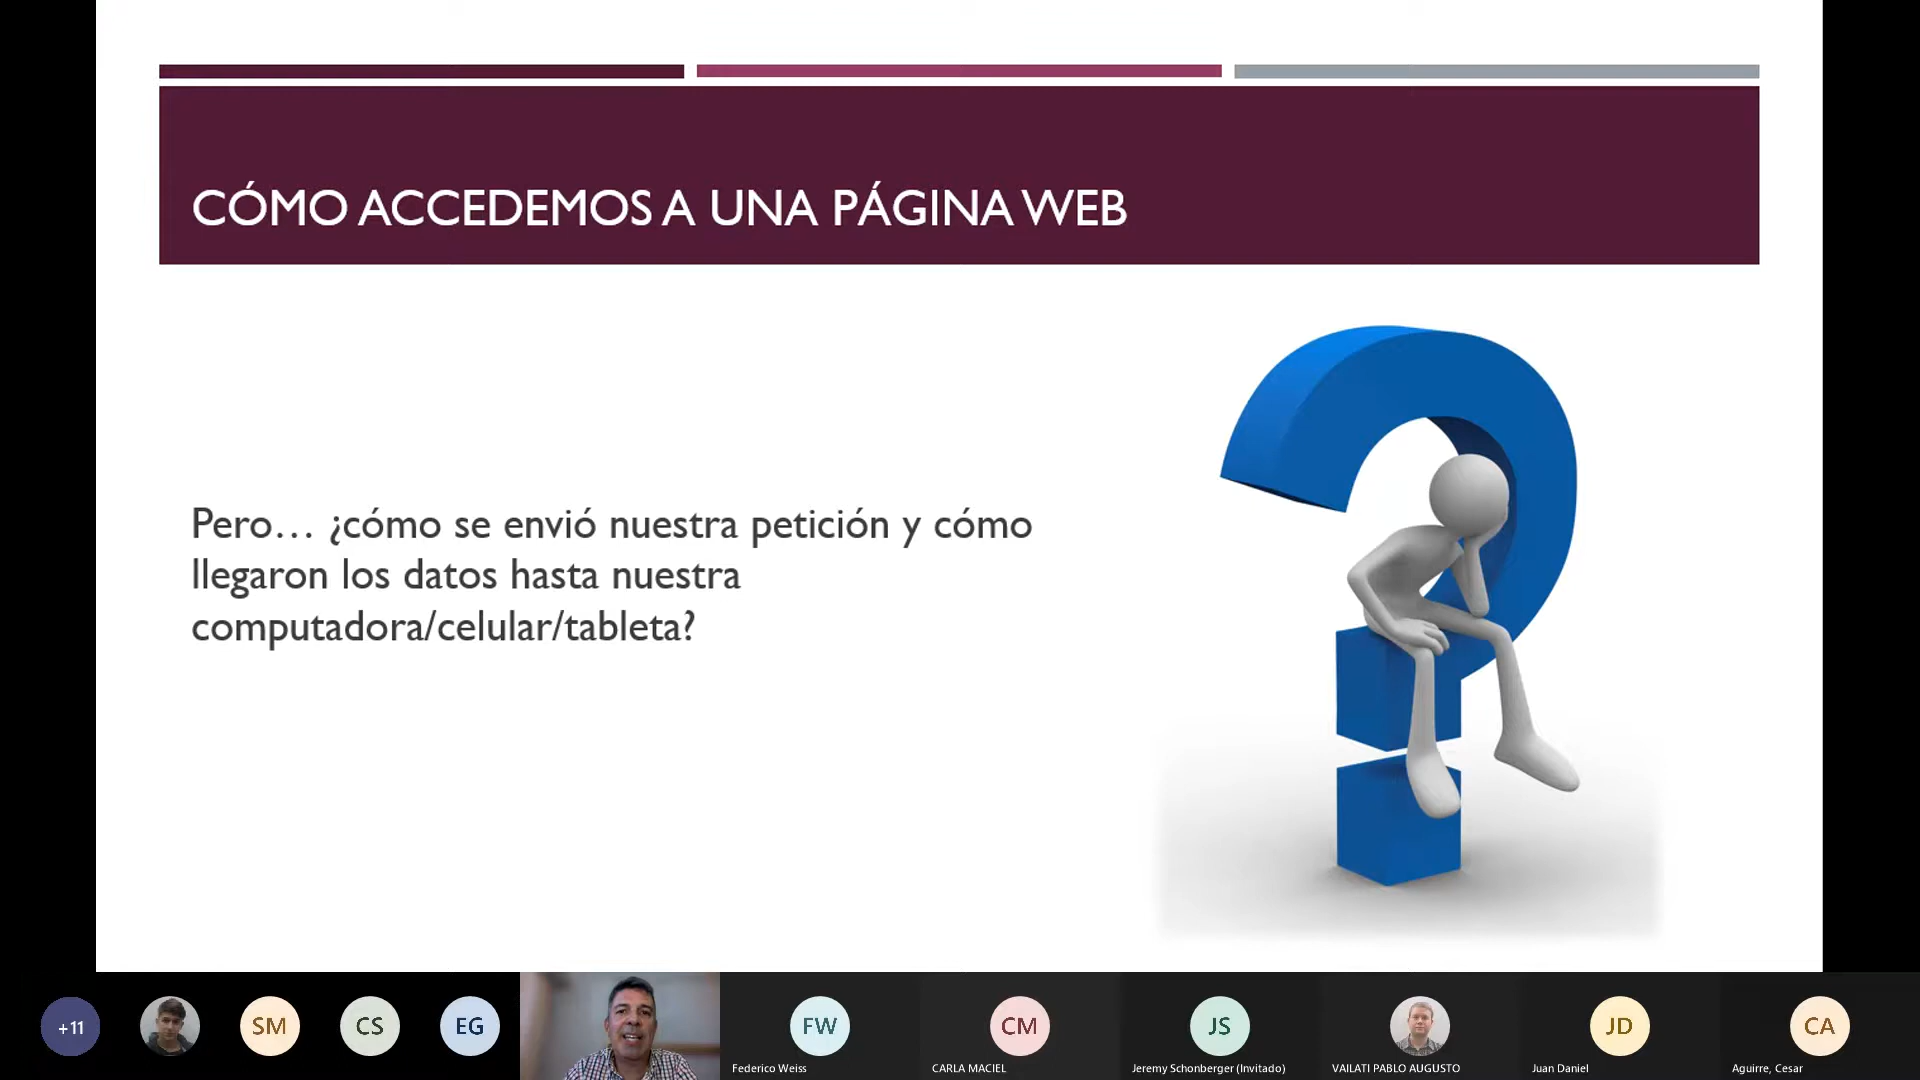 CÓMO ACCEDEMOS A UNA PÁGINA WEB
Pero… ¿cómo se envió nuestra petición y cómo
llegaron los datos hasta nuestra
computadora/celular/tableta?
+11
SM
CS
EG
FW
CM
JS
JD
CA
Federico Weiss
CARLA MACIEL
Jeremy Schonberger (Invitado)
VAILATI PABLO AUGUSTO
Juan Daniel
Aguirre, Cesar